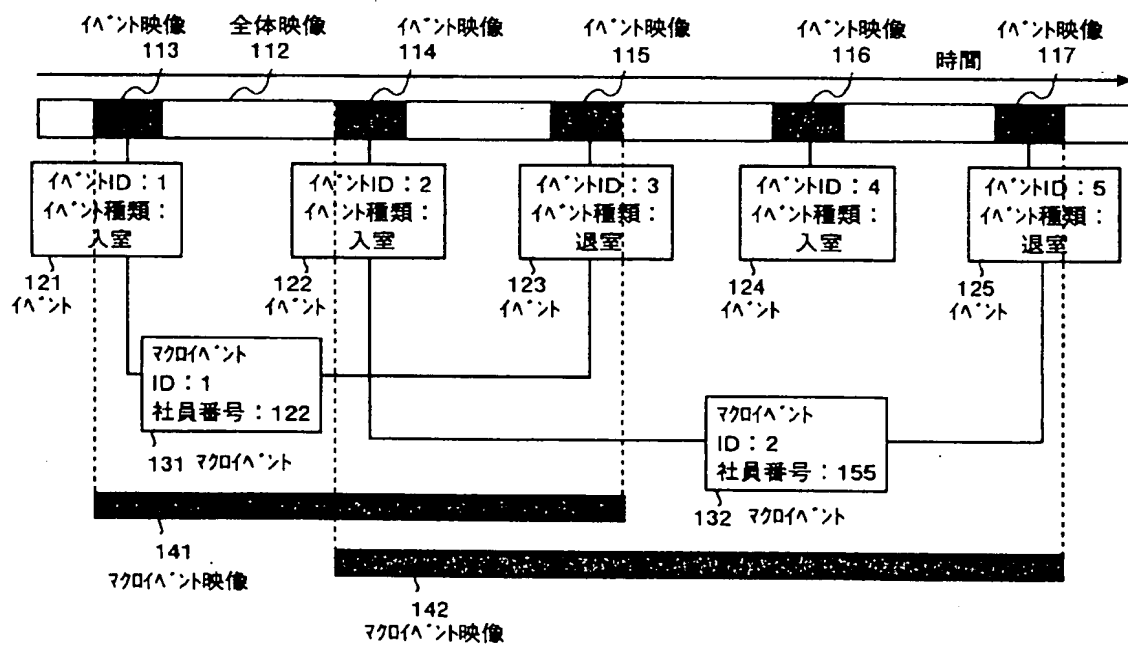 イベント映像
113
全体映像
112
イベント映像
114
イベント映像
115
イベント映像
116
イベント映像
117
時間
イベントID：1
イベント種類：
入室
イベントID：2
イベント種類：
入室
イベントID：3
イベント種類：
退室
イベントID：4
イベント種類：
入室
イベントID：5
イベント種類：
退室
121
イベント
122
イベント
123
イベント
124
イベント
125
イベント
マクロイベント
ID：1
社員番号：122
131 マクロイベント
マクロイベント
ID：2
社員番号：155
132 マクロイベント
141
マクロイベント映像
142
マクロイベント映像